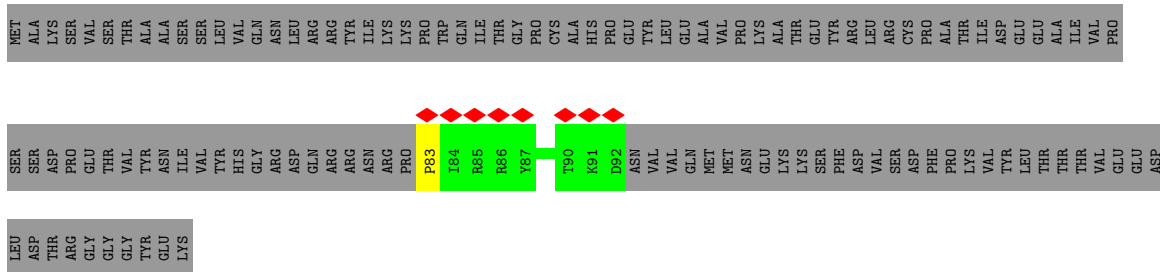 MET ALA LYS SER VAL SER THR ALA ALA SER SER LEU VAL GLN ASN LEU ARG ARG TYR ILE LYS LYS PRO TRP GLN ILE THR GLY PRO CYS ALA HIS PRO GLU TYR LEU GLU ALA VAL PRO LYS ALA THR GLU TYR ARG LEU ARG CYS PRO ALA THR ILE ASP GLU GLU ALA ILE VAL PRO
SER SER ASP PRO GLU THR VAL TYR ASN ILE VAL TYR HIS GLY ARG ASP GLN ARG ARG ASN ARG PRO P83 I84 R85 R86 Y87 T90 K91 D92 ASN VAL VAL GLN MET MET ASN GLU LYS LYS SER PHE ASP VAL SER ASP PHE PRO LYS VAL TYR LEU THR THR THR VAL GLU GLU ASP
LEU ASP THR ARG GLY GLY GLY TYR GLU LYS